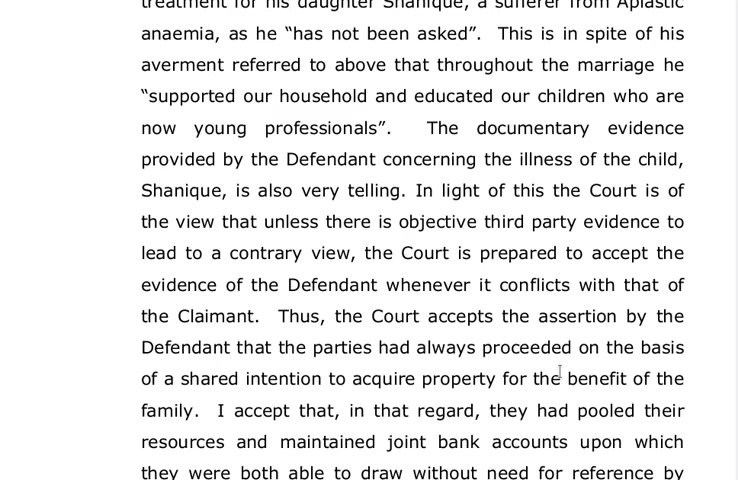 treatment for his daughter Shanique, a sufferer from Aplastic
anaemia, as he “has not been asked”.  This is in spite of his
averment referred to above that throughout the marriage he
“supported our household and educated our children who are
now young professionals”.  The documentary evidence
provided by the Defendant concerning the illness of the child,
Shanique, is also very telling. In light of this the Court is of
the view that unless there is objective third party evidence to
lead to a contrary view, the Court is prepared to accept the
evidence of the Defendant whenever it conflicts with that of
the Claimant.  Thus, the Court accepts the assertion by the
Defendant that the parties had always proceeded on the basis
of a shared intention to acquire property for the benefit of the
family.  I accept that, in that regard, they had pooled their
resources and maintained joint bank accounts upon which
they were both able to draw without need for reference by